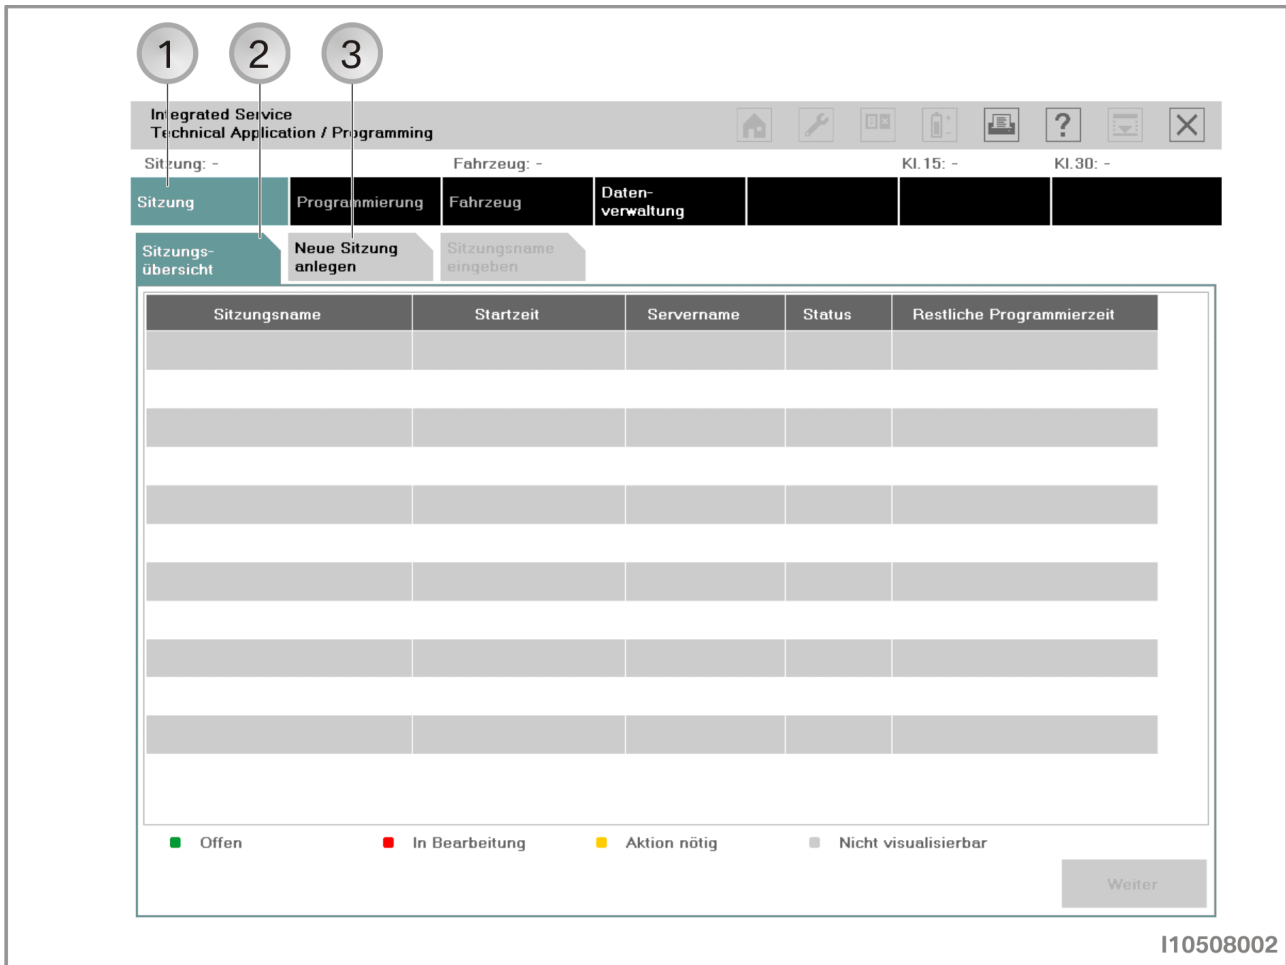 1 2 3
Integrated Service
Technical Application / Programming
?
Sitzung: - Fahrzeug: - Kl.15: - Kl.30: -
Sitzung Programmierung Fahrzeug Daten-
verwaltung
Sitzungs-
übersicht
Neue Sitzung
anlegen
Sitzungsname
eingeben
Sitzungsname Startzeit Servername Status Restliche Programmierzeit
Offen In Bearbeitung Aktion nötig Nicht visualisierbar
Weiter
I10508002